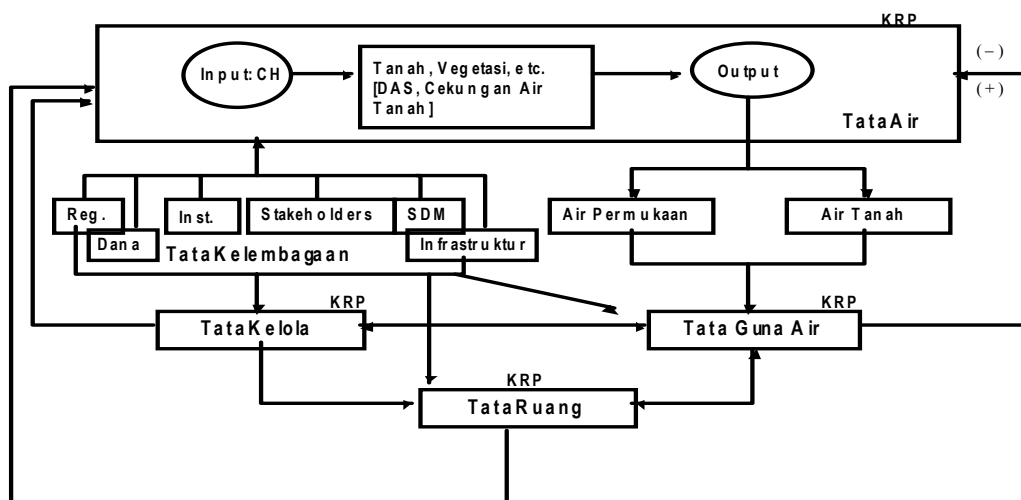 KRP
(-)
Input: CH
Tanah, Vegetasi, etc.
[DAS, Cekungan Air
Tanah]
Output
(+)
Tata Air
Reg.
Inst.
Stakeholders
SDM
Air Permukaan
Air Tanah
Dana
Infrastruktur
Tata Kelembagaan
KRP
KRP
Tata Kelola
Tata Guna Air
KRP
Tata Ruang